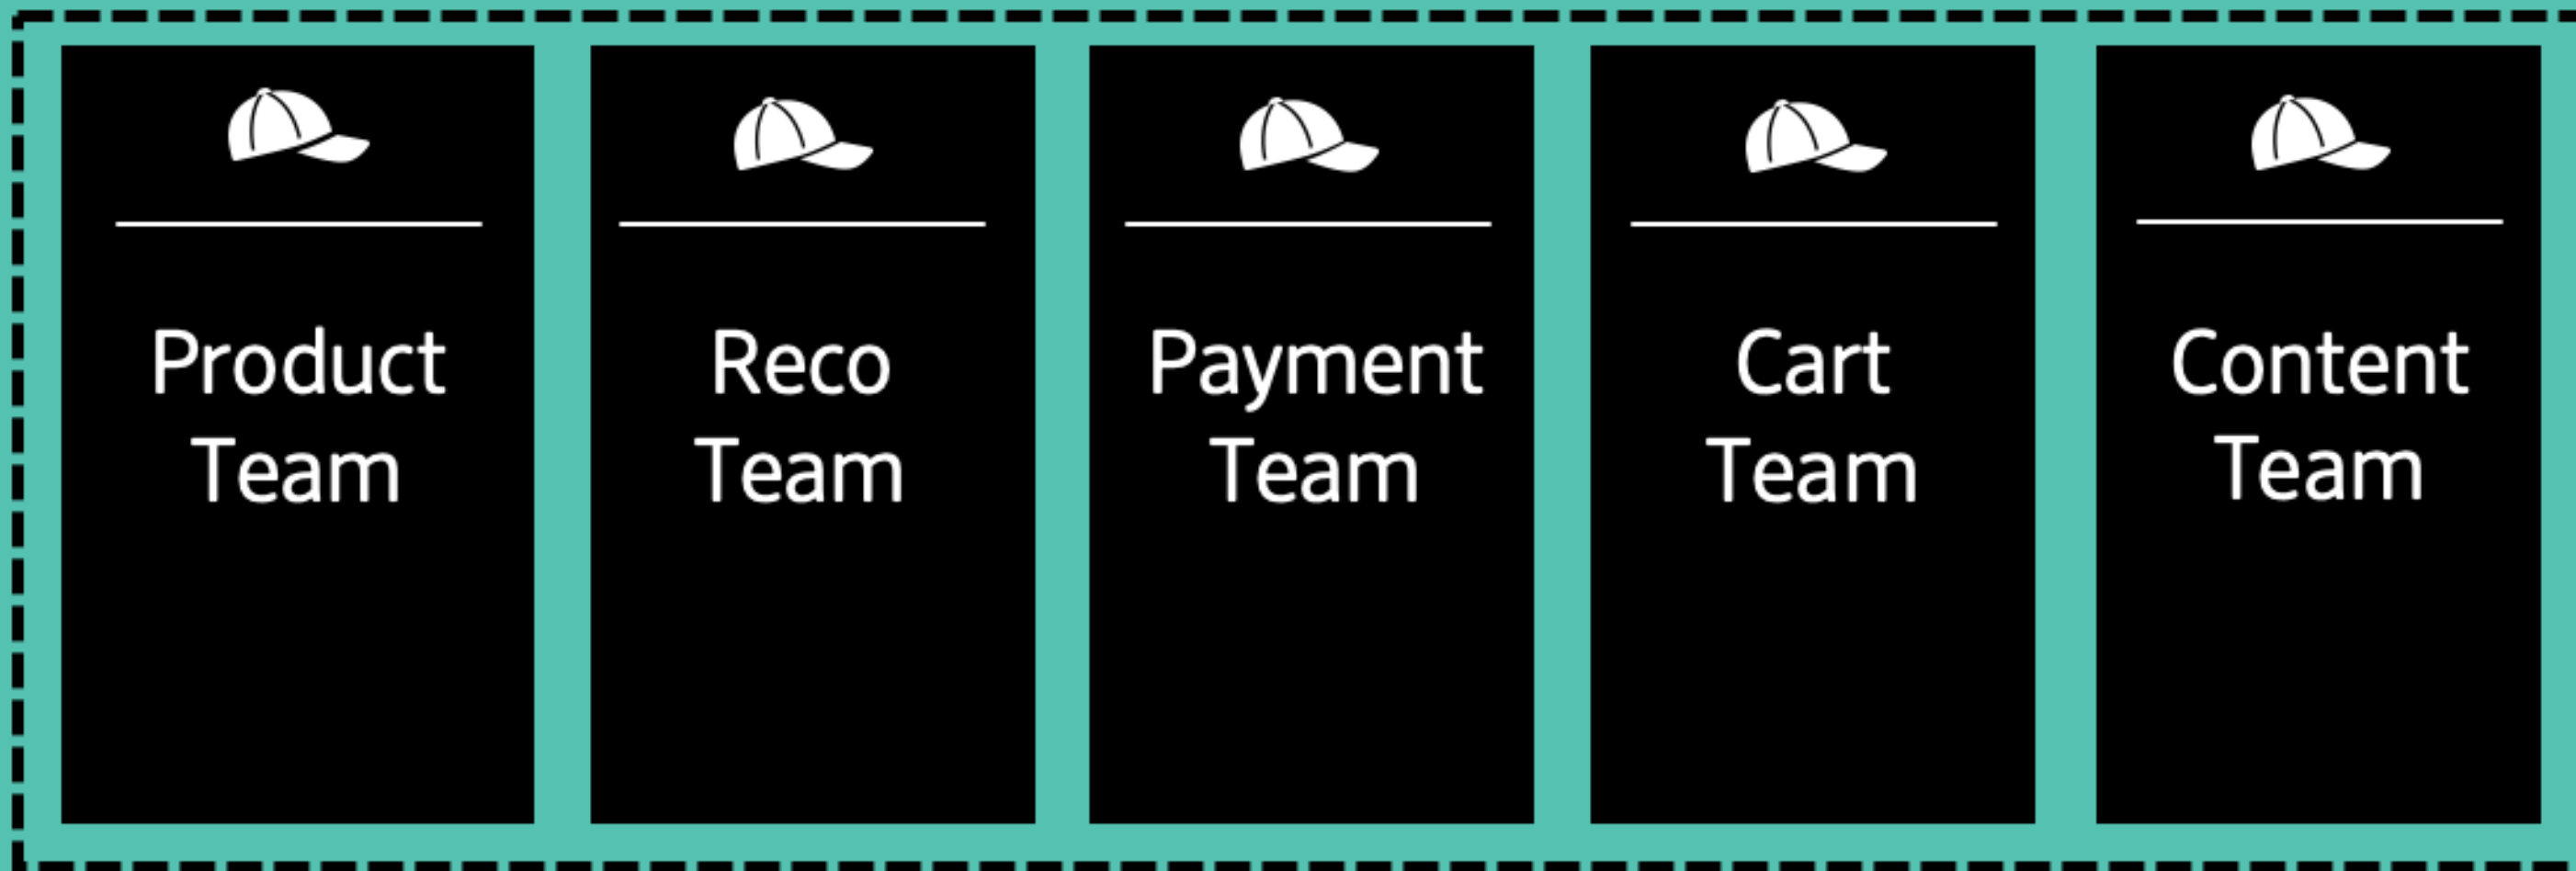 Product
Team
Reco
Team
Payment
Team
Cart
Team
Content
Team